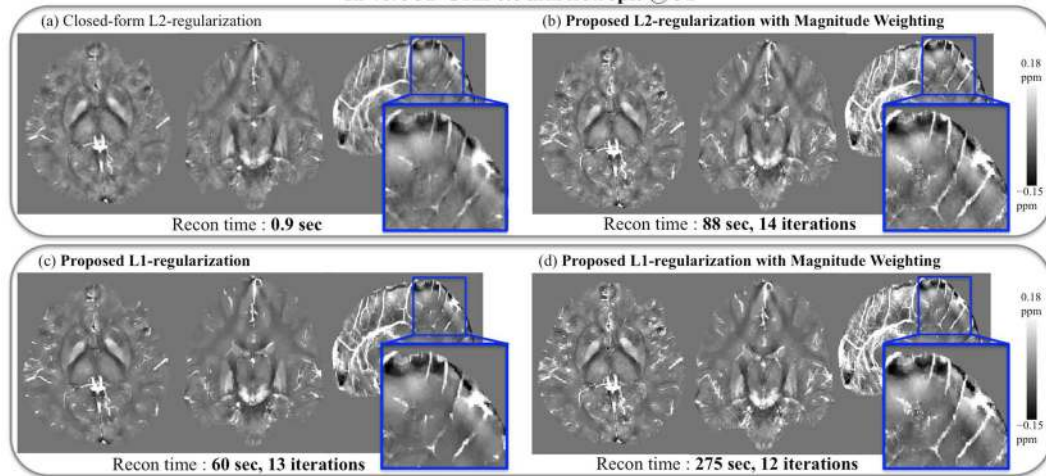 (a) Closed-form L2-regularization
(b) Proposed L2-regularization with Magnitude Weighting
0.18
ppm
−0.15
ppm
Recon time : 0.9 sec
Recon time : 88 sec, 14 iterations
(c) Proposed L1-regularization
(d) Proposed L1-regularization with Magnitude Weighting
0.18
ppm
−0.15
ppm
Recon time : 60 sec, 13 iterations
Recon time : 275 sec, 12 iterations